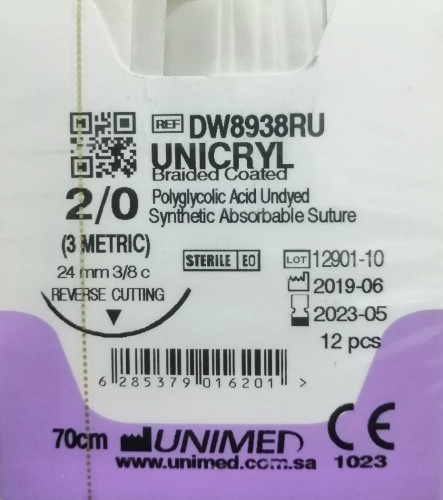 REF DW8938RU
UNICRYL
Braided Coated
2/0
Polyglycolic Acid Undyed
Synthetic Absorbable Suture
(3 METRIC)
24 mm 3/8 c
REVERSE CUTTING
STERILE EO
LOT 12901-10
2019-06
2023-05
12 pcs
6 285379 016201 >
70cm UNIMED CE
www.unimed.com.sa 1023